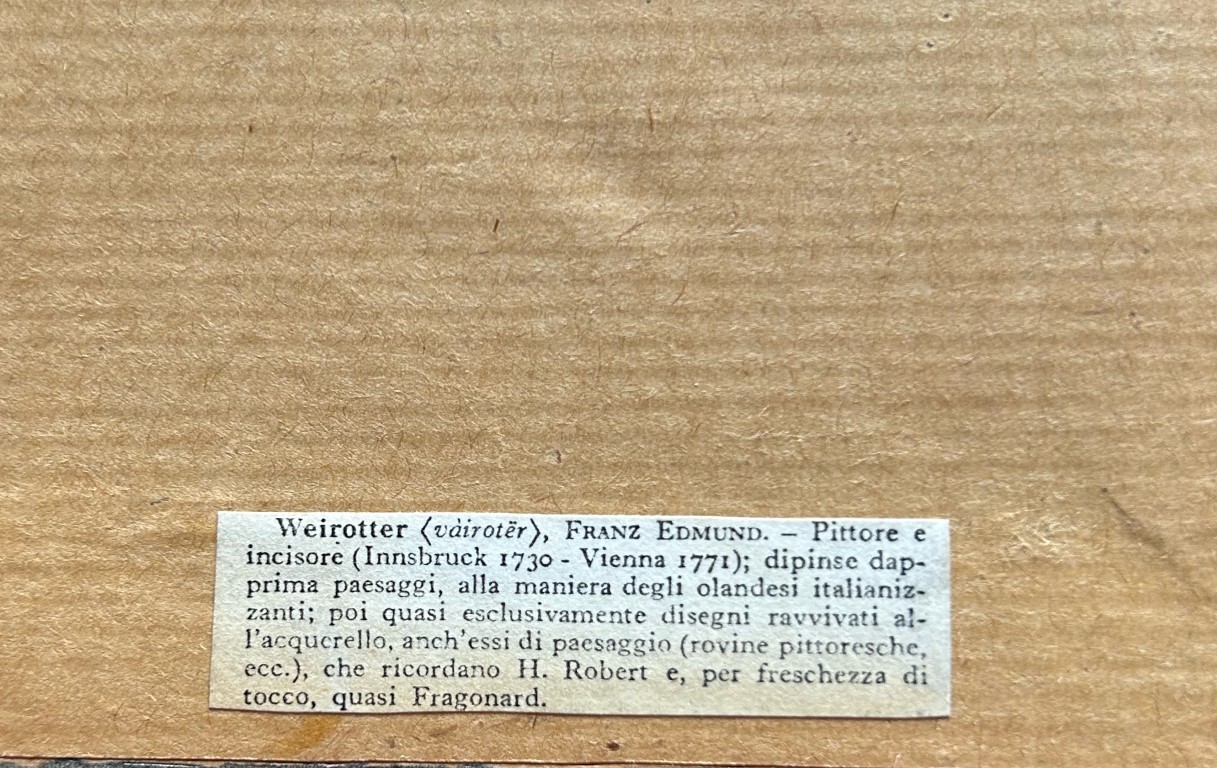 Weirotter ⟨vàirotër⟩, FRANZ EDMUND. – Pittore e
incisore (Innsbruck 1730 - Vienna 1771); dipinse dap-
prima paesaggi, alla maniera degli olandesi italianiz-
zanti; poi quasi esclusivamente disegni ravvivati al-
l'acquerello, anch'essi di paesaggio (rovine pittoresche,
ecc.), che ricordano H. Robert e, per freschezza di
tocco, quasi Fragonard.